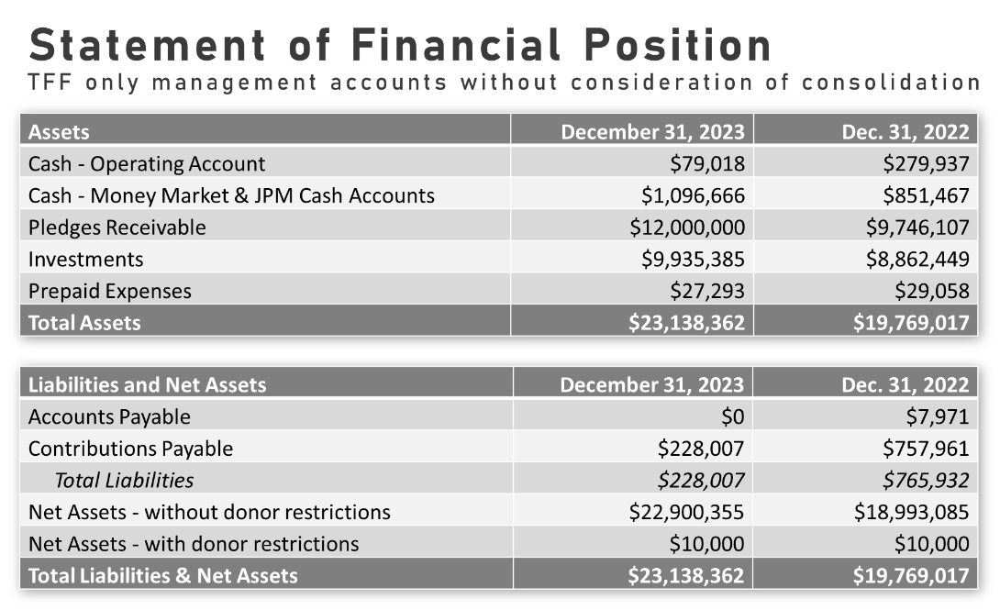 Statement of Financial Position
TFF only management accounts without consideration of consolidation
Assets December 31, 2023 Dec. 31, 2022
Cash - Operating Account $79,018 $279,937
Cash - Money Market & JPM Cash Accounts $1,096,666 $851,467
Pledges Receivable $12,000,000 $9,746,107
Investments $9,935,385 $8,862,449
Prepaid Expenses $27,293 $29,058
Total Assets $23,138,362 $19,769,017
Liabilities and Net Assets December 31, 2023 Dec. 31, 2022
Accounts Payable $0 $7,971
Contributions Payable $228,007 $757,961
Total Liabilities $228,007 $765,932
Net Assets - without donor restrictions $22,900,355 $18,993,085
Net Assets - with donor restrictions $10,000 $10,000
Total Liabilities & Net Assets $23,138,362 $19,769,017